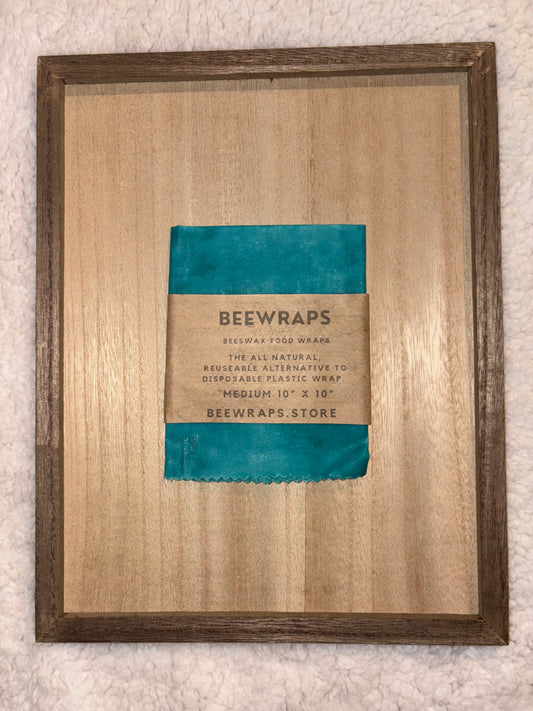 BEEWRAPS
BEESWAX FOOD WRAPS
THE ALL NATURAL,
REUSEABLE ALTERNATIVE TO
DISPOSABLE PLASTIC WRAP
MEDIUM 10" X 10"
BEEWRAPS.STORE